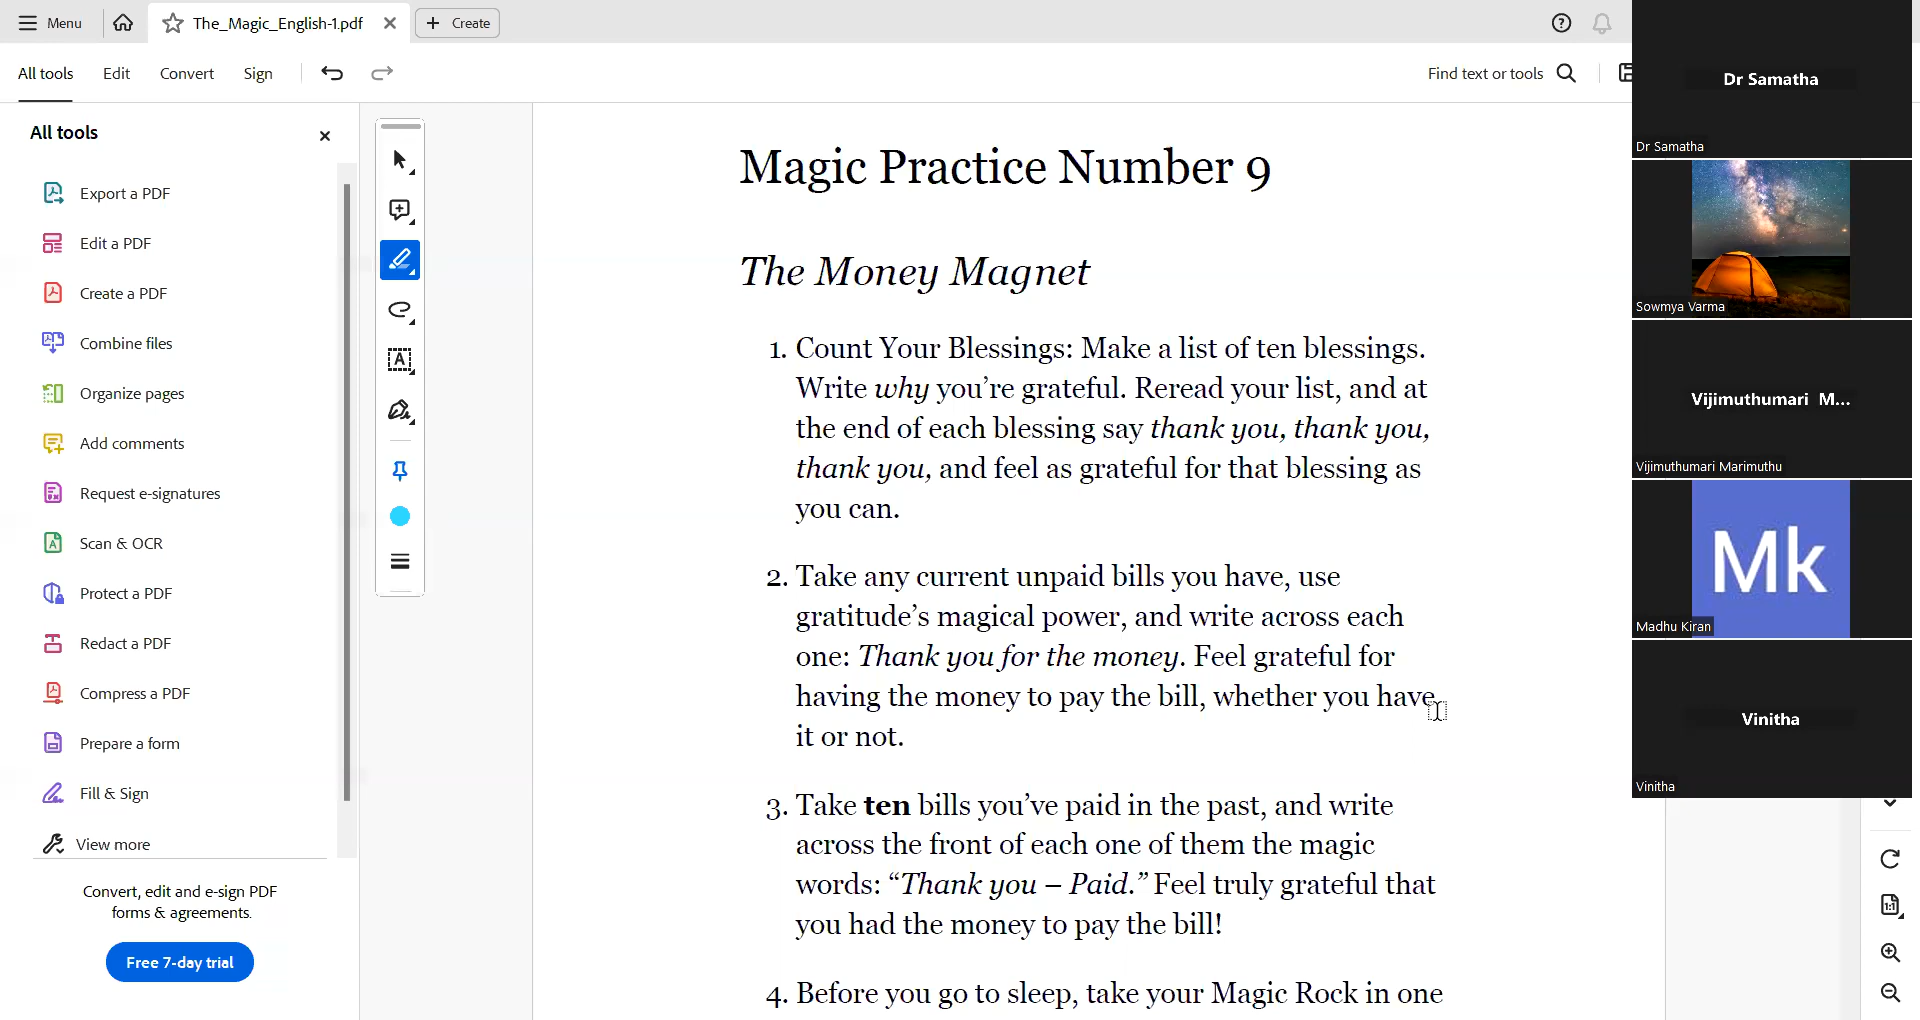 Menu
The_Magic_English-1.pdf
Create
All tools
Edit
Convert
Sign
Find text or tools
All tools
Export a PDF
Edit a PDF
Create a PDF
Combine files
Organize pages
Add comments
Request e-signatures
Scan & OCR
Protect a PDF
Redact a PDF
Compress a PDF
Prepare a form
Fill & Sign
View more
Convert, edit and e-sign PDF
forms & agreements.
Free 7-day trial
Magic Practice Number 9
The Money Magnet
1. Count Your Blessings: Make a list of ten blessings.
Write why you’re grateful. Reread your list, and at
the end of each blessing say thank you, thank you,
thank you, and feel as grateful for that blessing as
you can.
2. Take any current unpaid bills you have, use
gratitude’s magical power, and write across each
one: Thank you for the money. Feel grateful for
having the money to pay the bill, whether you have
it or not.
3. Take ten bills you’ve paid in the past, and write
across the front of each one of them the magic
words: “Thank you – Paid.” Feel truly grateful that
you had the money to pay the bill!
4. Before you go to sleep, take your Magic Rock in one
Dr Samatha
Dr Samatha
Sowmya Varma
Vijimuthumari M...
Vijimuthumari Marimuthu
Mk
Madhu Kiran
Vinitha
Vinitha
1:1